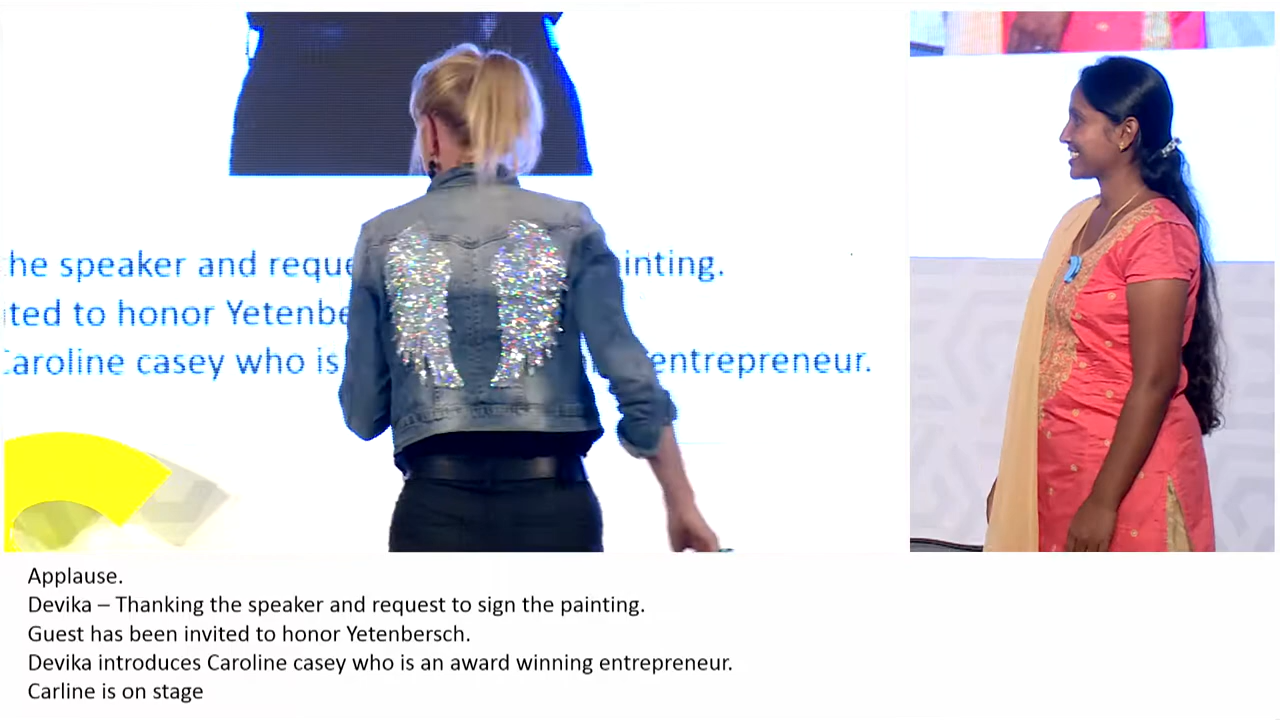 he speaker and reque inting.
ted to honor Yetenbe
Caroline casey who is entrepreneur.
Applause.
Devika – Thanking the speaker and request to sign the painting.
Guest has been invited to honor Yetenbersch.
Devika introduces Caroline casey who is an award winning entrepreneur.
Carline is on stage